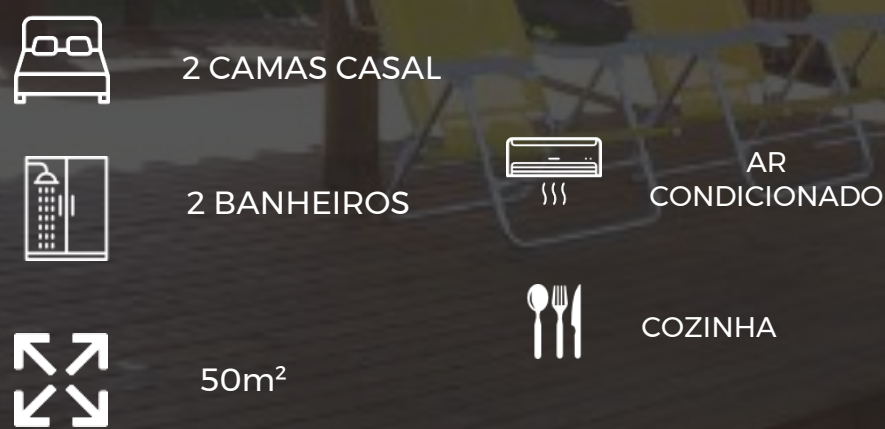 2 CAMAS CASAL
2 BANHEIROS
50m²
AR
CONDICIONADO
COZINHA